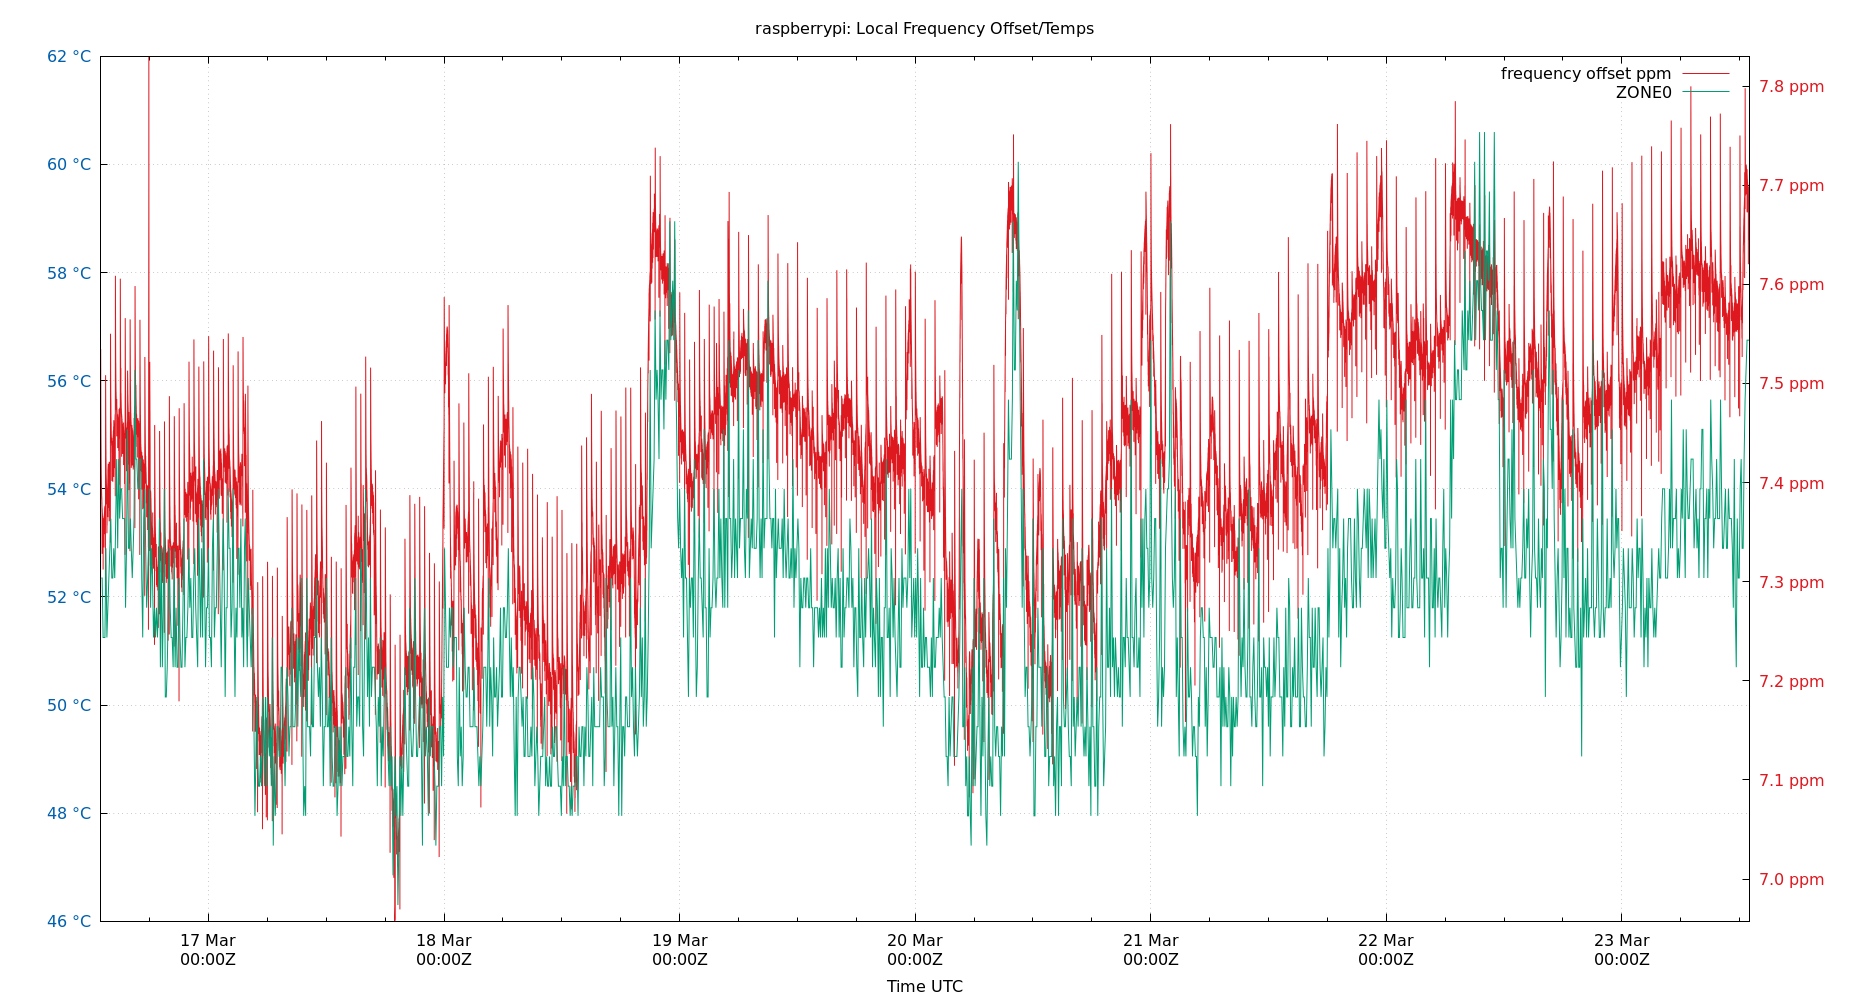 raspberrypi: Local Frequency Offset/Temps
62 °C
60 °C
58 °C
56 °C
54 °C
52 °C
50 °C
48 °C
46 °C
frequency offset ppm
ZONE0
7.8 ppm
7.7 ppm
7.6 ppm
7.5 ppm
7.4 ppm
7.3 ppm
7.2 ppm
7.1 ppm
7.0 ppm
17 Mar
00:00Z
18 Mar
00:00Z
19 Mar
00:00Z
20 Mar
00:00Z
21 Mar
00:00Z
22 Mar
00:00Z
23 Mar
00:00Z
Time UTC